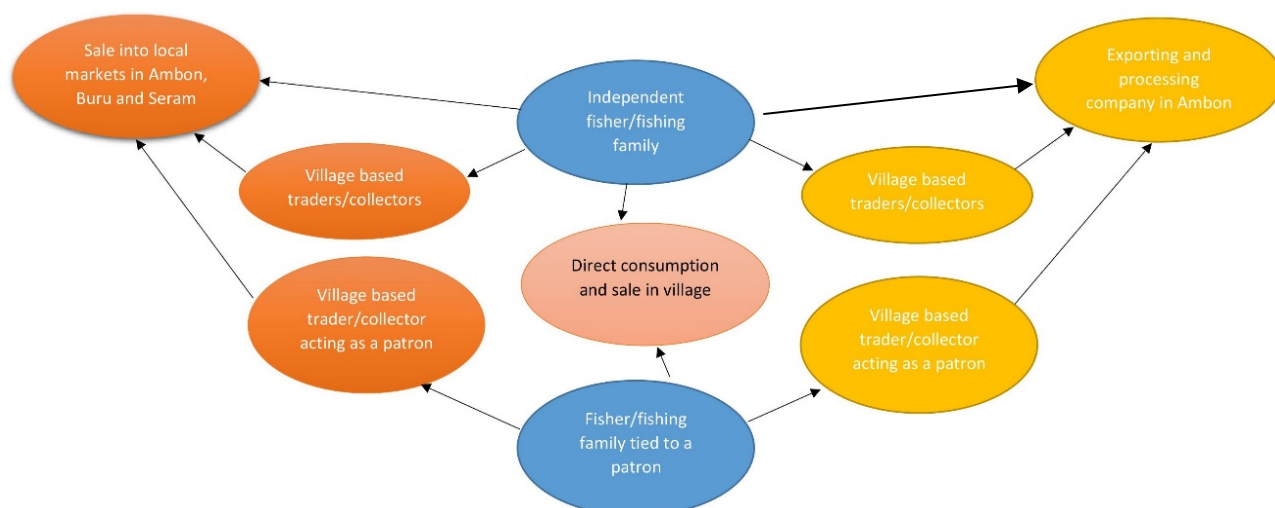 Sale into local
markets in Ambon,
Buru and Seram
Independent
fisher/fishing
family
Exporting and
processing
company in Ambon
Village based
traders/collectors
Village based
traders/collectors
Direct consumption
and sale in village
Village based
trader/collector
acting as a patron
Village based
trader/collector
acting as a patron
Fisher/fishing
family tied to a
patron